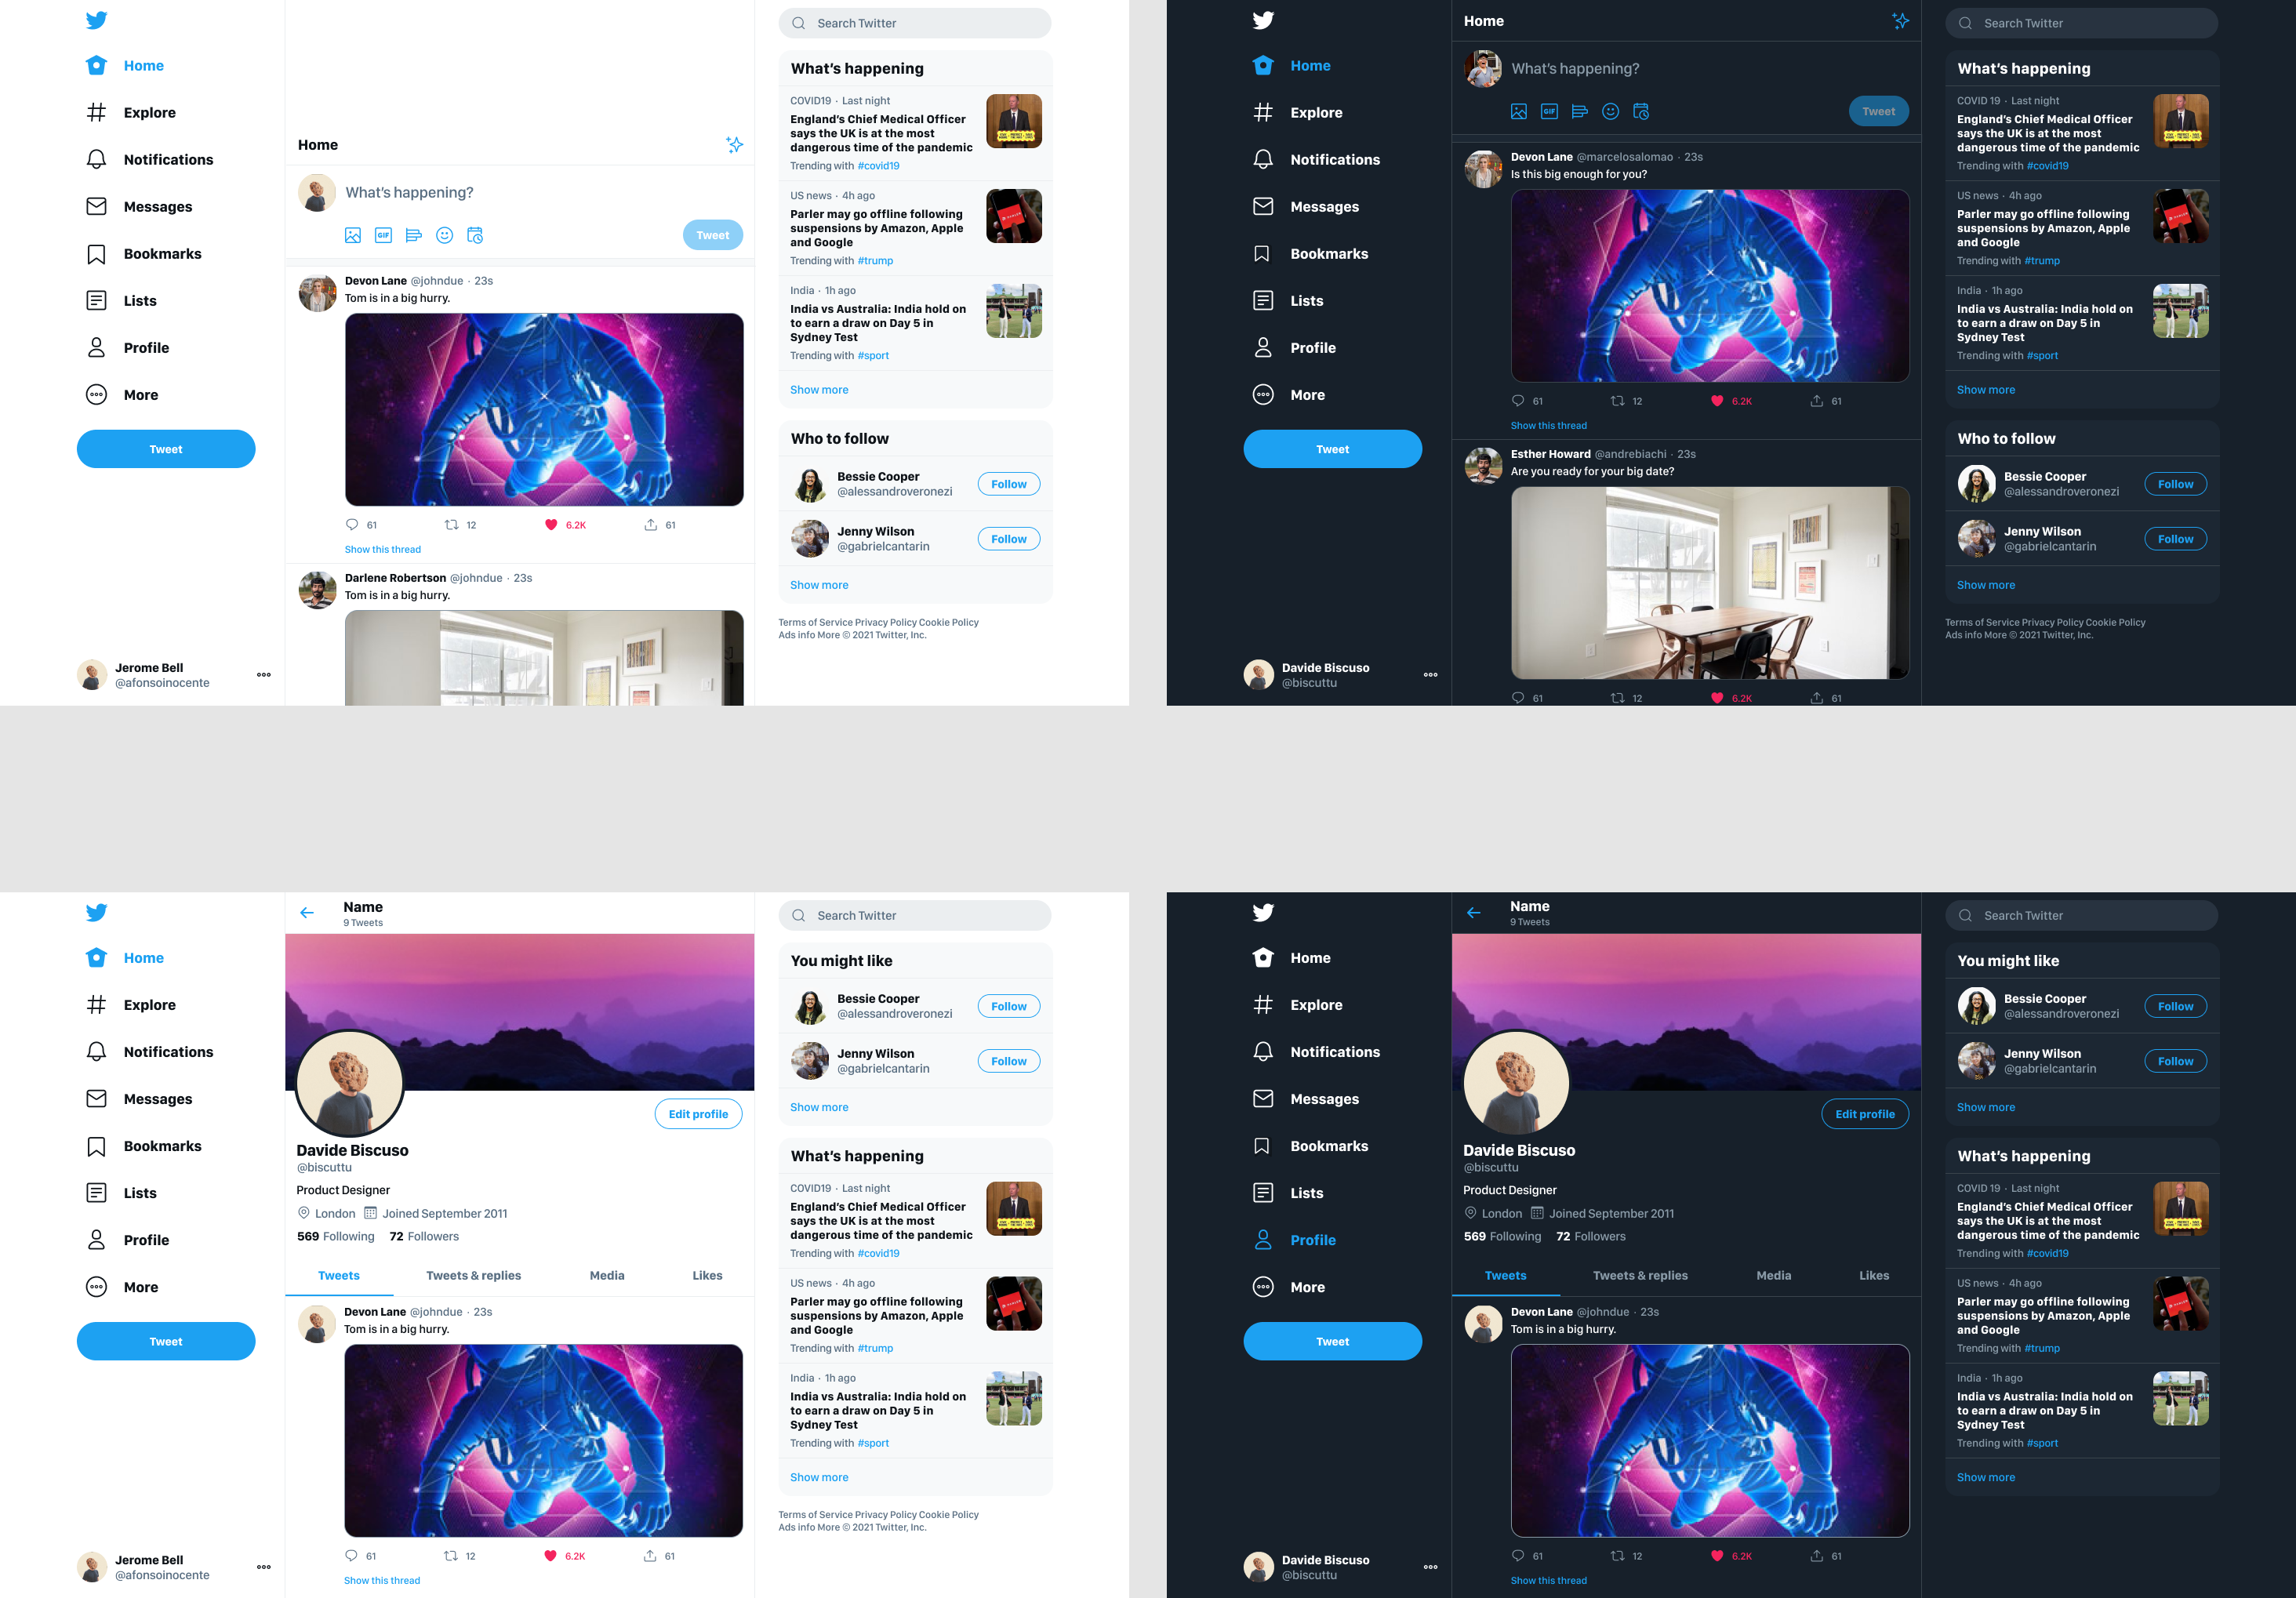 Home
Explore
Notifications
Messages
Bookmarks
Lists
Profile
More
Tweet
Jerome Bell
@afonsoinocente
Home
What's happening?
GIF
Tweet
Devon Lane @johndue · 23s
Tom is in a big hurry.
61 12 6.2K 61
Show this thread
Darlene Robertson @johndue · 23s
Tom is in a big hurry.
Search Twitter
What's happening
COVID19 · Last night
England's Chief Medical Officer
says the UK is at the most
dangerous time of the pandemic
Trending with #covid19
US news · 4h ago
Parler may go offline following
suspensions by Amazon, Apple
and Google
Trending with #trump
India · 1h ago
India vs Australia: India hold on
to earn a draw on Day 5 in
Sydney Test
Trending with #sport
Show more
Who to follow
Bessie Cooper
@alessandroveronezi
Follow
Jenny Wilson
@gabrielcantarin
Follow
Show more
Terms of Service Privacy Policy Cookie Policy
Ads info More © 2021 Twitter, Inc.
Home
Explore
Notifications
Messages
Bookmarks
Lists
Profile
More
Tweet
Davide Biscuso
@biscuttu
Home
What's happening?
GIF
Tweet
Devon Lane @marcelosalomao · 23s
Is this big enough for you?
61 12 6.2K 61
Show this thread
Esther Howard @andrebiachi · 23s
Are you ready for your big date?
61 12 6.2K 61
Search Twitter
What's happening
COVID 19 · Last night
England's Chief Medical Officer
says the UK is at the most
dangerous time of the pandemic
Trending with #covid19
US news · 4h ago
Parler may go offline following
suspensions by Amazon, Apple
and Google
Trending with #trump
India · 1h ago
India vs Australia: India hold on
to earn a draw on Day 5 in
Sydney Test
Trending with #sport
Show more
Who to follow
Bessie Cooper
@alessandroveronezi
Follow
Jenny Wilson
@gabrielcantarin
Follow
Show more
Terms of Service Privacy Policy Cookie Policy
Ads info More © 2021 Twitter, Inc.
Home
Explore
Notifications
Messages
Bookmarks
Lists
Profile
More
Tweet
Jerome Bell
@afonsoinocente
Name
9 Tweets
Edit profile
Davide Biscuso
@biscuttu
Product Designer
London Joined September 2011
569 Following 72 Followers
Tweets Tweets & replies Media Likes
Devon Lane @johndue · 23s
Tom is in a big hurry.
61 12 6.2K 61
Show this thread
Search Twitter
You might like
Bessie Cooper
@alessandroveronezi
Follow
Jenny Wilson
@gabrielcantarin
Follow
Show more
What's happening
COVID19 · Last night
England's Chief Medical Officer
says the UK is at the most
dangerous time of the pandemic
Trending with #covid19
US news · 4h ago
Parler may go offline following
suspensions by Amazon, Apple
and Google
Trending with #trump
India · 1h ago
India vs Australia: India hold on
to earn a draw on Day 5 in
Sydney Test
Trending with #sport
Show more
Terms of Service Privacy Policy Cookie Policy
Ads info More © 2021 Twitter, Inc.
Home
Explore
Notifications
Messages
Bookmarks
Lists
Profile
More
Tweet
Davide Biscuso
@biscuttu
Name
9 Tweets
Edit profile
Davide Biscuso
@biscuttu
Product Designer
London Joined September 2011
569 Following 72 Followers
Tweets Tweets & replies Media Likes
Devon Lane @johndue · 23s
Tom is in a big hurry.
61 12 6.2K 61
Show this thread
Search Twitter
You might like
Bessie Cooper
@alessandroveronezi
Follow
Jenny Wilson
@gabrielcantarin
Follow
Show more
What's happening
COVID 19 · Last night
England's Chief Medical Officer
says the UK is at the most
dangerous time of the pandemic
Trending with #covid19
US news · 4h ago
Parler may go offline following
suspensions by Amazon, Apple
and Google
Trending with #trump
India · 1h ago
India vs Australia: India hold on
to earn a draw on Day 5 in
Sydney Test
Trending with #sport
Show more